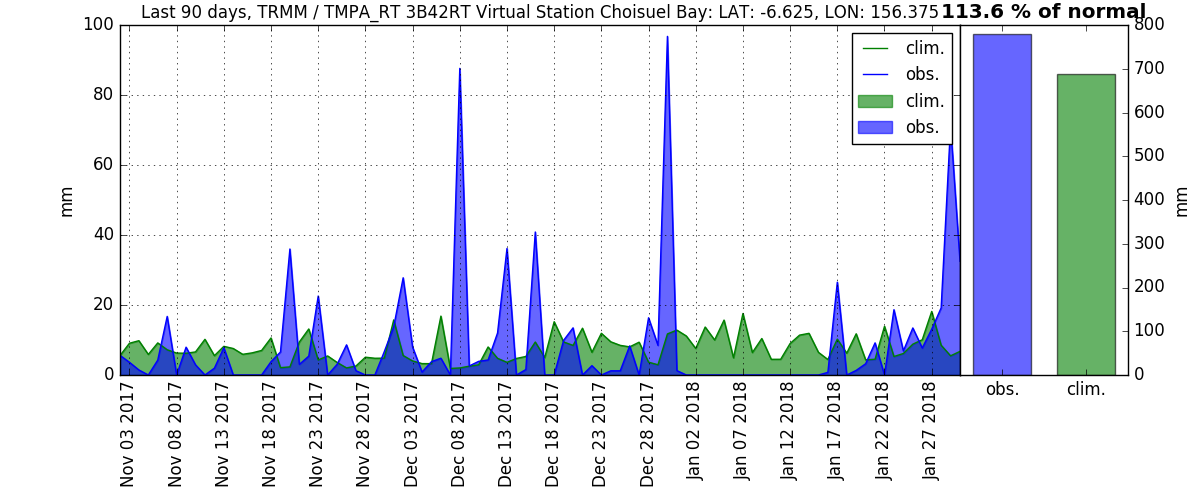 Last 90 days, TRMM / TMPA_RT 3B42RT Virtual Station Choisuel Bay: LAT: -6.625, LON: 156.375
113.6 % of normal
100
80
60
40
20
0
mm
clim.
obs.
clim.
obs.
800
700
600
500
400
300
200
100
0
mm
Nov 03 2017
Nov 08 2017
Nov 13 2017
Nov 18 2017
Nov 23 2017
Nov 28 2017
Dec 03 2017
Dec 08 2017
Dec 13 2017
Dec 18 2017
Dec 23 2017
Dec 28 2017
Jan 02 2018
Jan 07 2018
Jan 12 2018
Jan 17 2018
Jan 22 2018
Jan 27 2018
obs.
clim.